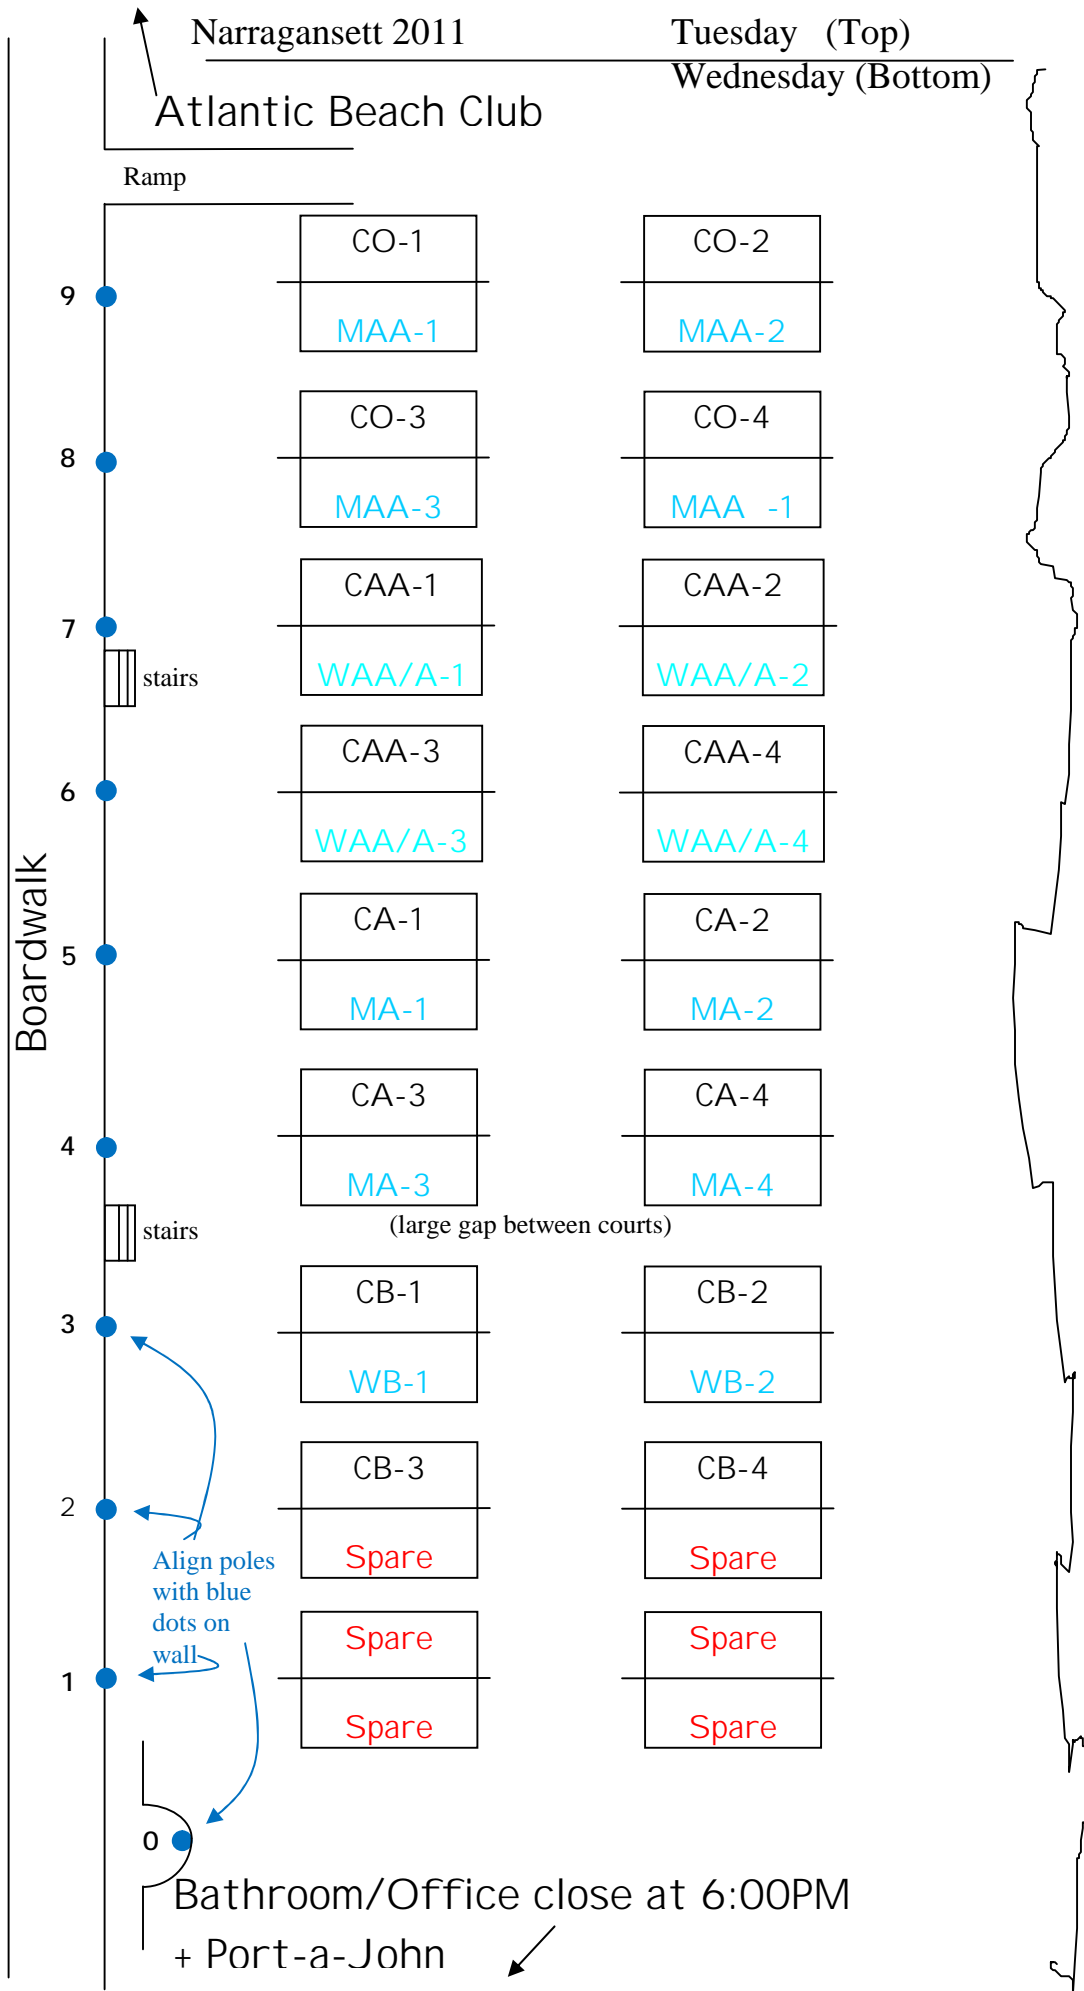 Narragansett 2011
Tuesday (Top)
Wednesday (Bottom)
Atlantic Beach Club
Ramp
CO-1
CO-2
9
MAA-1
MAA-2
CO-3
CO-4
8
MAA-3
MAA -1
CAA-1
CAA-2
7
WAA/A-1
WAA/A-2
stairs
CAA-3
CAA-4
6
WAA/A-3
WAA/A-4
Boardwalk
CA-1
CA-2
5
MA-1
MA-2
CA-3
CA-4
4
MA-3
MA-4
stairs
(large gap between courts)
CB-1
CB-2
3
WB-1
WB-2
CB-3
CB-4
2
Spare
Spare
Align poles
with blue
dots on
wall
Spare
Spare
1
Spare
Spare
0
Bathroom/Office close at 6:00PM
+ Port-a-John